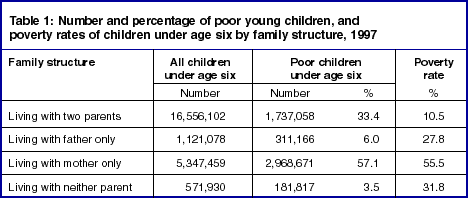 Table 1: Number and percentage of poor young children, and
poverty rates of children under age six by family structure, 1997
Family structure All children Poor children Poverty
under age six under age six rate
Number Number % %
Living with two parents 16,556,102 1,737,058 33.4 10.5
Living with father only 1,121,078 311,166 6.0 27.8
Living with mother only 5,347,459 2,968,671 57.1 55.5
Living with neither parent 571,930 181,817 3.5 31.8